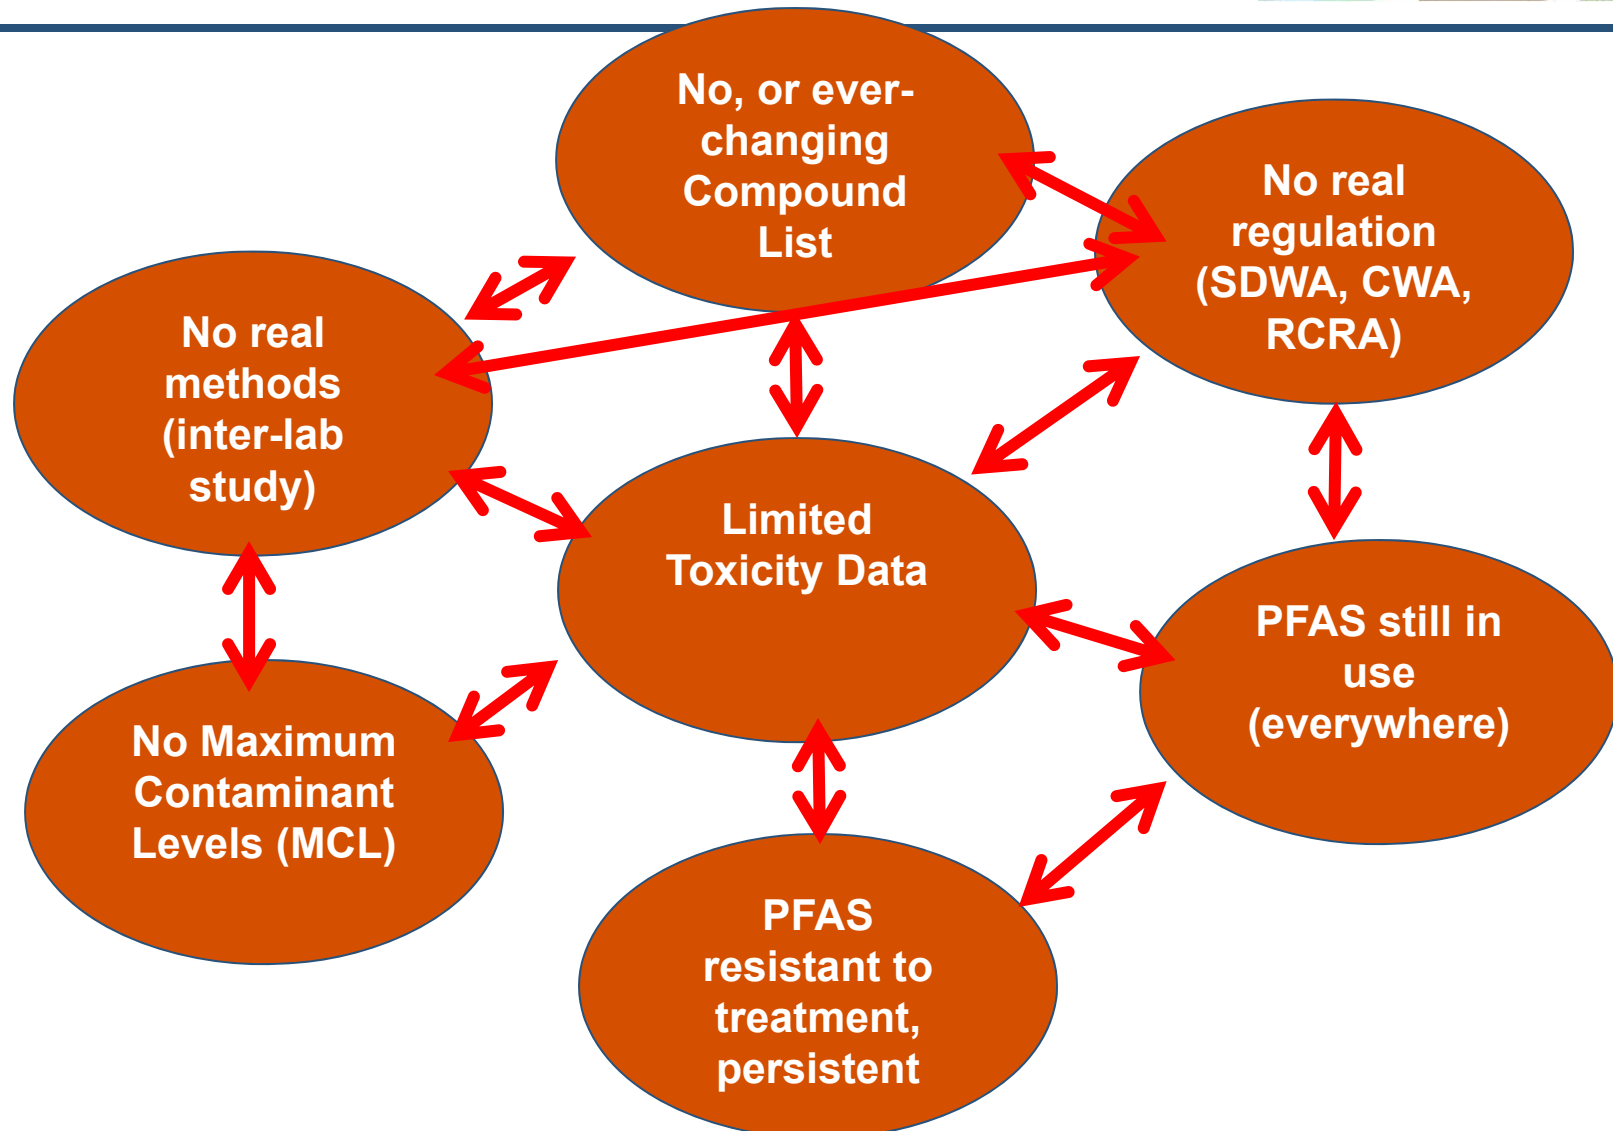 No, or ever-
changing
Compound
List
No real
regulation
(SDWA, CWA,
RCRA)
No real
methods
(inter-lab
study)
Limited
Toxicity Data
PFAS still in
use
(everywhere)
No Maximum
Contaminant
Levels (MCL)
PFAS
resistant to
treatment,
persistent